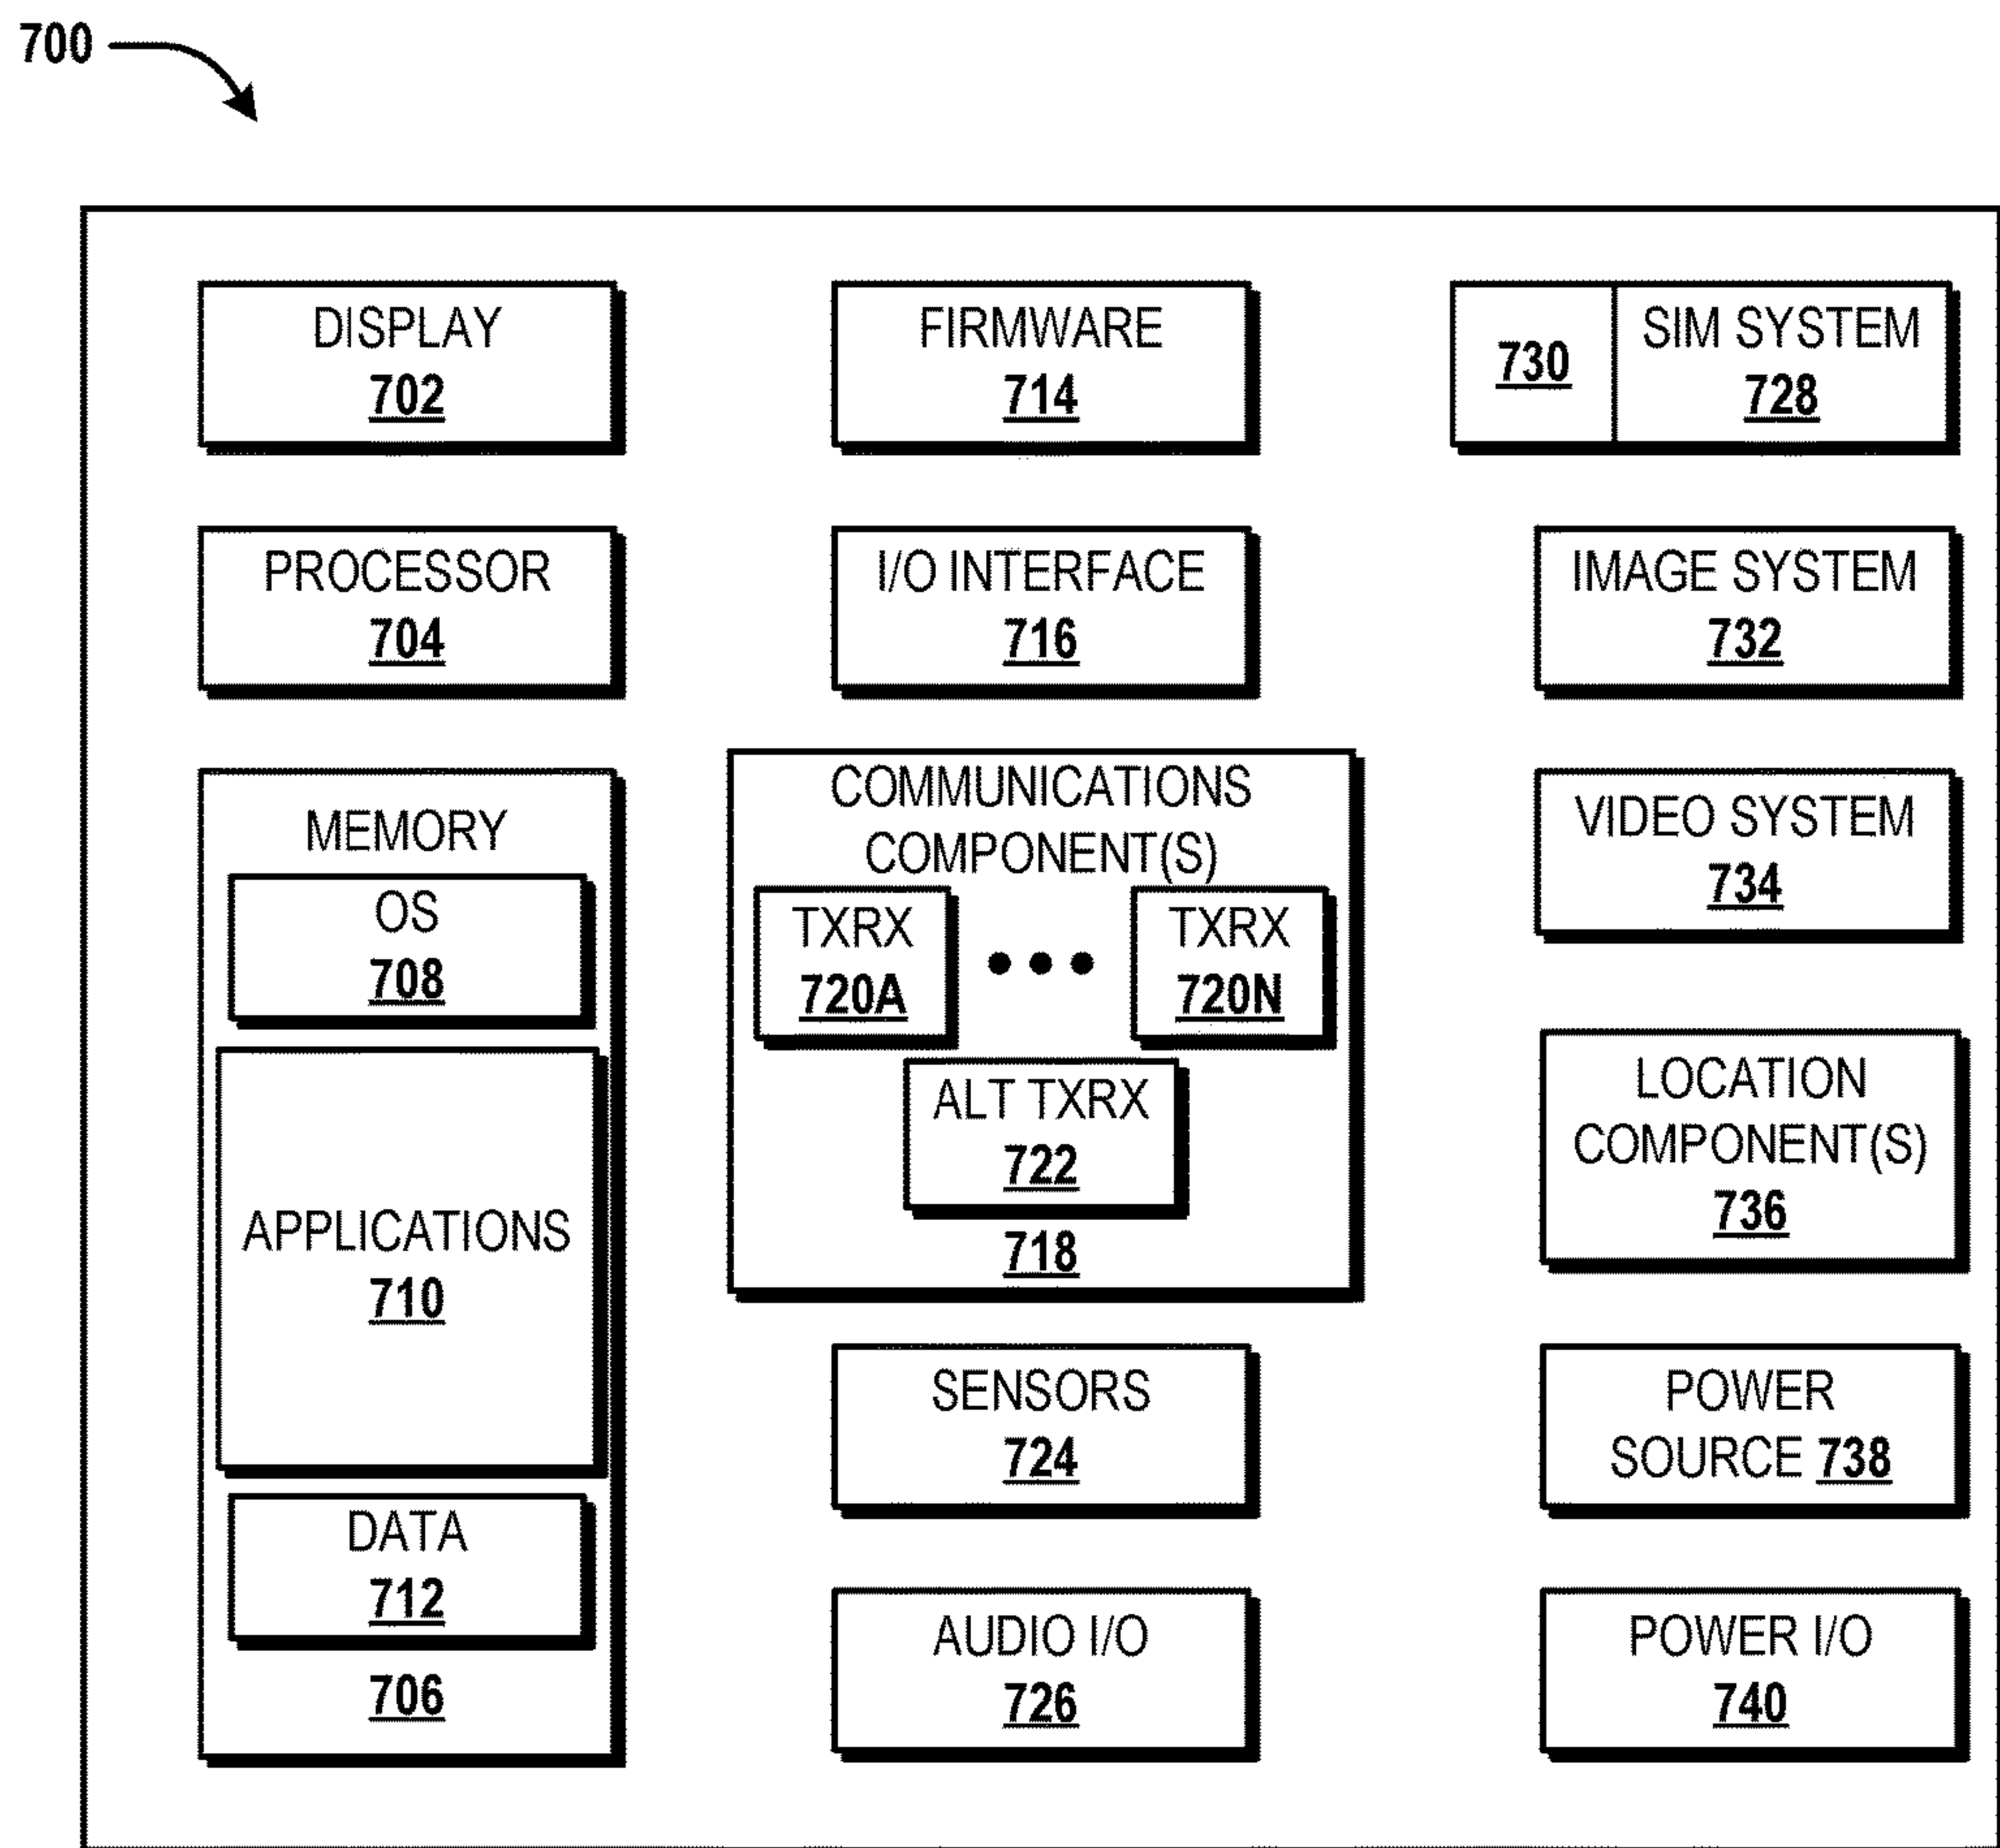 700
DISPLAY
702
PROCESSOR
704
MEMORY
OS
708
APPLICATIONS
710
DATA
712
706
FIRMWARE
714
I/O INTERFACE
716
COMMUNICATIONS
COMPONENT(S)
TXRX
720A
TXRX
720N
ALT TXRX
722
718
SENSORS
724
AUDIO I/O
726
730
SIM SYSTEM
728
IMAGE SYSTEM
732
VIDEO SYSTEM
734
LOCATION
COMPONENT(S)
736
POWER
SOURCE 738
POWER I/O
740